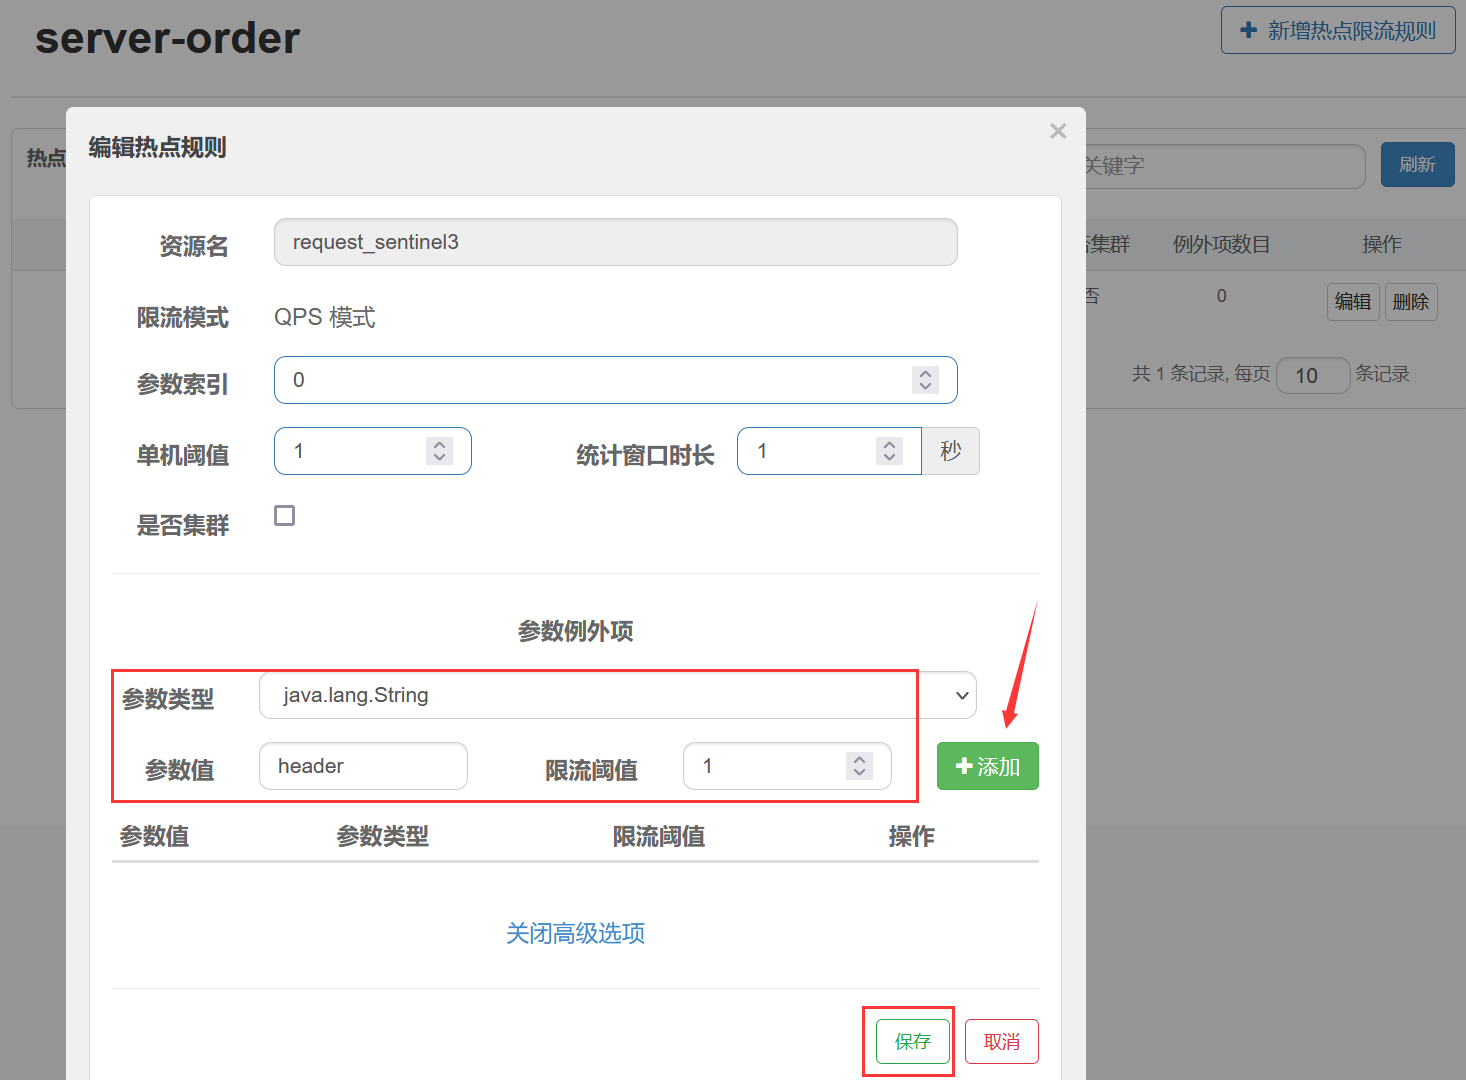 server-order
新增热点限流规则
热点
关键字
刷新
编辑热点规则
资源名 request_sentinel3
集群 例外项数目 操作
限流模式 QPS 模式
否 0 编辑 删除
参数索引 0
共 1 条记录, 每页 10 条记录
单机阈值 1 统计窗口时长 1 秒
是否集群
参数例外项
参数类型 java.lang.String
参数值 header 限流阈值 1 添加
参数值 参数类型 限流阈值 操作
关闭高级选项
保存 取消